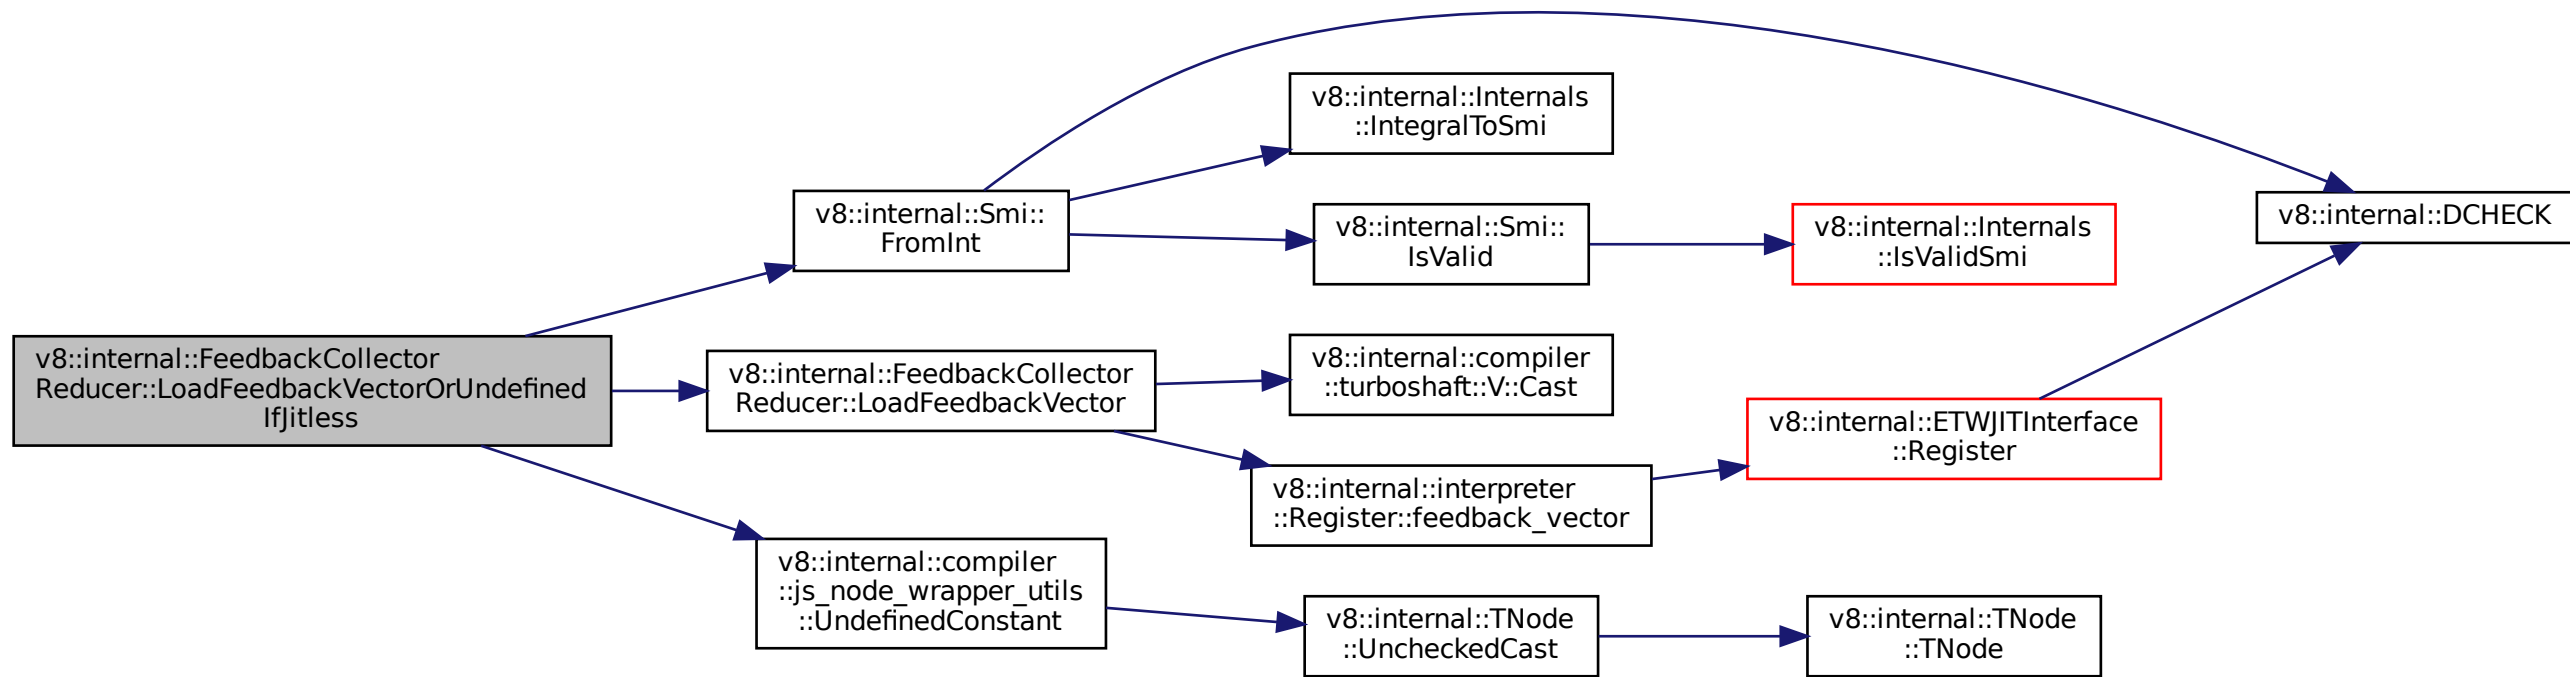 v8::internal::FeedbackCollector
Reducer::LoadFeedbackVectorOrUndefined
IfJitless
v8::internal::Smi::
FromInt
v8::internal::FeedbackCollector
Reducer::LoadFeedbackVector
v8::internal::compiler
::js_node_wrapper_utils
::UndefinedConstant
v8::internal::Internals
::IntegralToSmi
v8::internal::Smi::
IsValid
v8::internal::compiler
::turboshaft::V::Cast
v8::internal::interpreter
::Register::feedback_vector
v8::internal::TNode
::UncheckedCast
v8::internal::Internals
::IsValidSmi
v8::internal::ETWJITInterface
::Register
v8::internal::TNode
::TNode
v8::internal::DCHECK